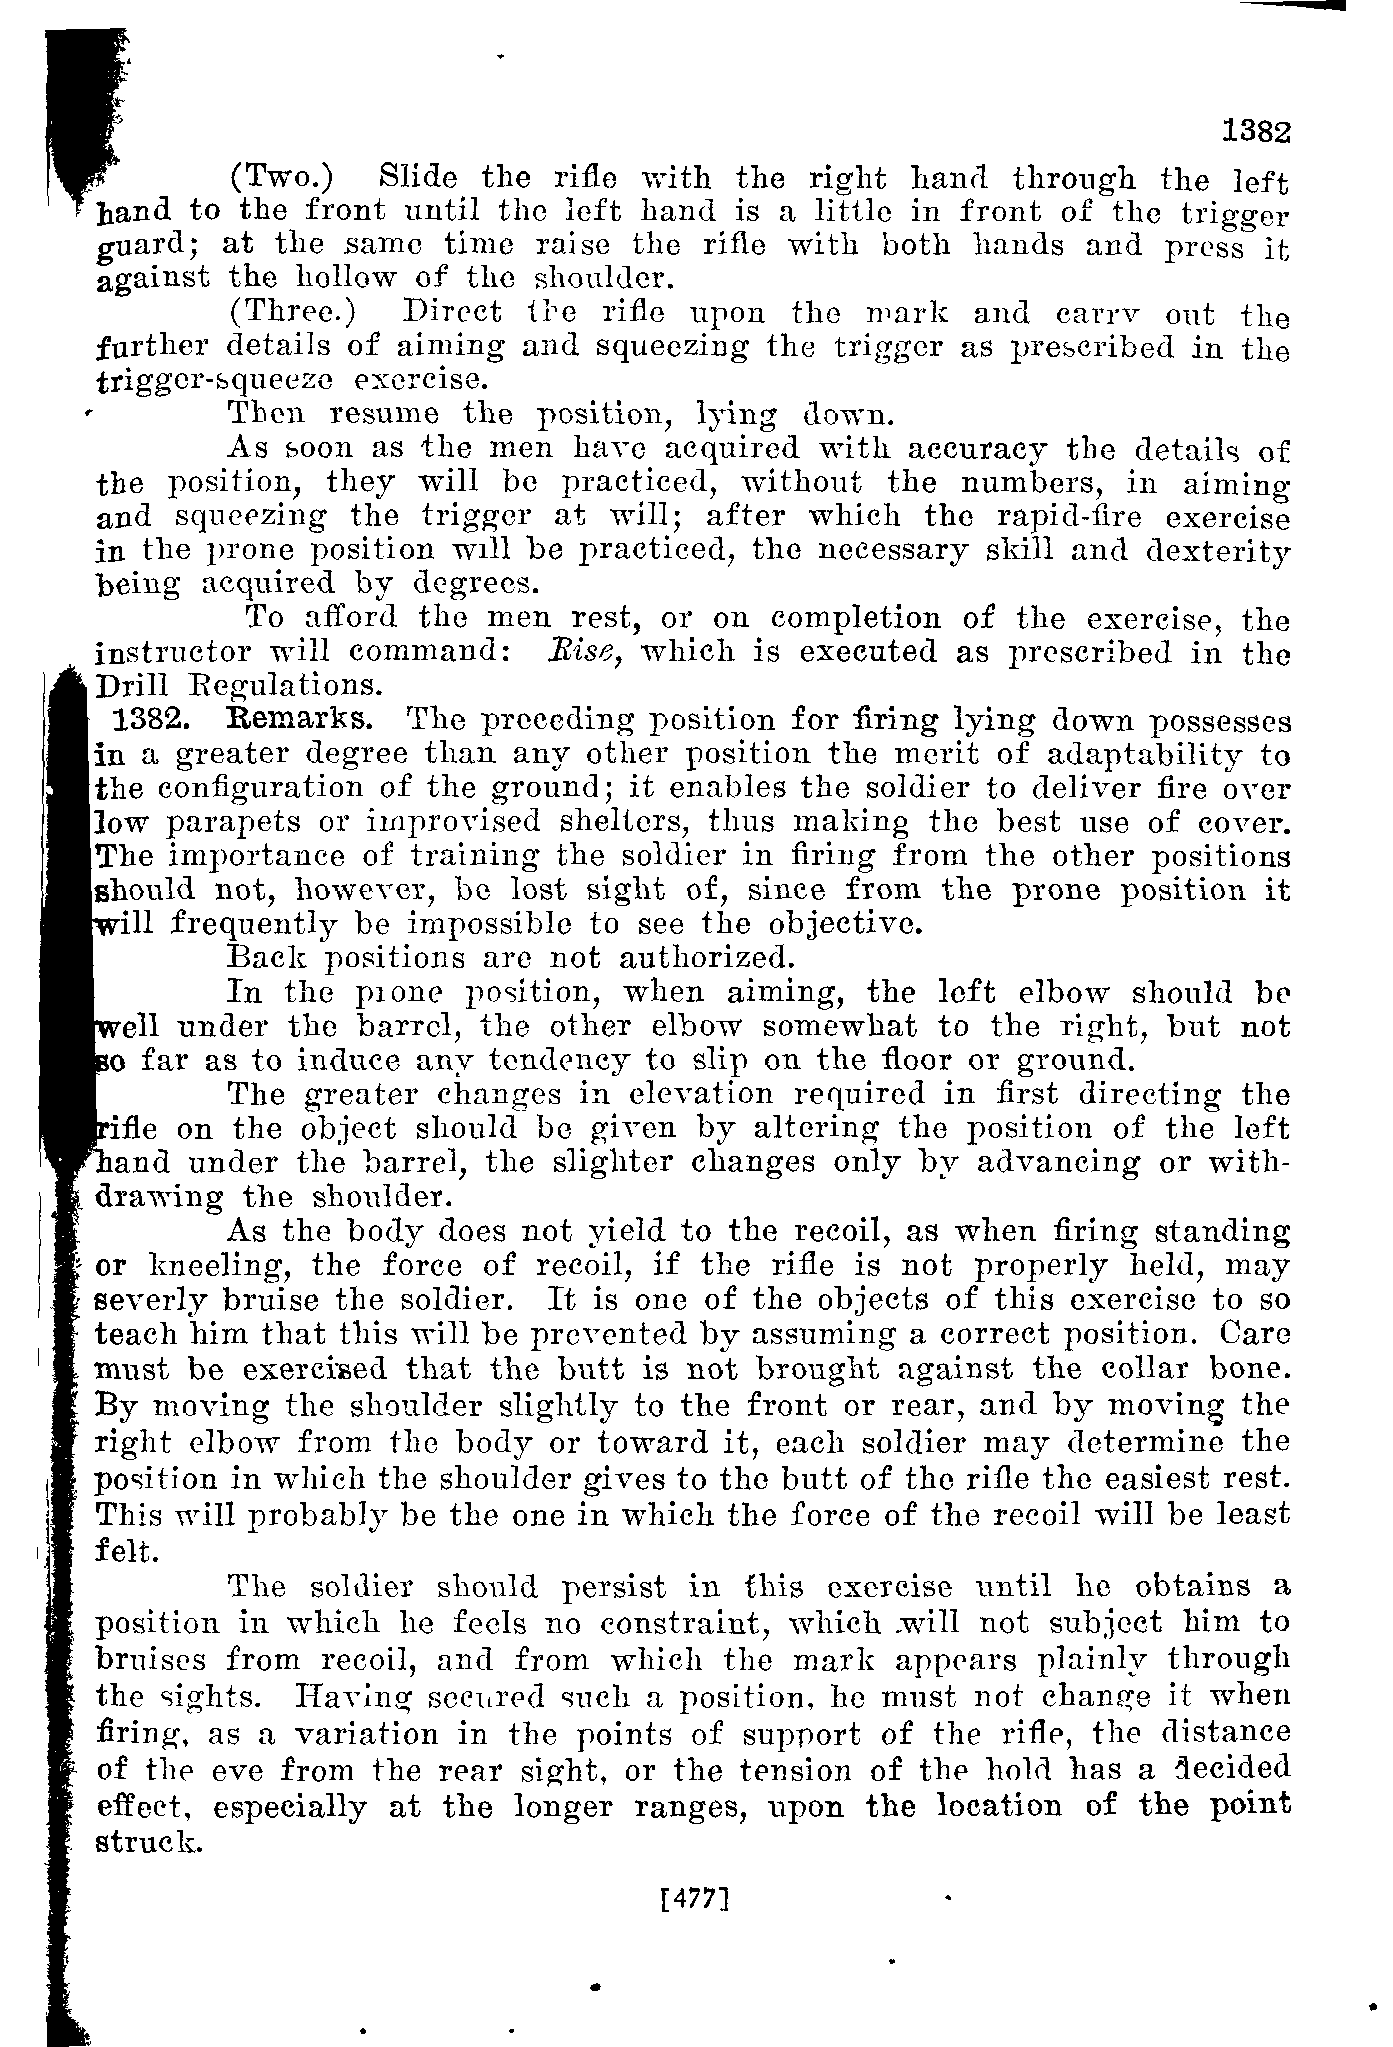 1382
(Two.) Slide the rifle with the right hand through the left
hand to the front until the left hand is a little in front of the trigger
guard; at the same time raise the rifle with both hands and press it
against the hollow of the shoulder.
(Three.) Direct the rifle upon the mark and carry out the
further details of aiming and squeezing the trigger as prescribed in the
trigger-squeeze exercise.
Then resume the position, lying down.
As soon as the men have acquired with accuracy the details of
the position, they will be practiced, without the numbers, in aiming
and squeezing the trigger at will; after which the rapid-fire exercise
in the prone position will be practiced, the necessary skill and dexterity
being acquired by degrees.
To afford the men rest, or on completion of the exercise, the
instructor will command: Rise, which is executed as prescribed in the
Drill Regulations.
1382. Remarks. The preceding position for firing lying down possesses
in a greater degree than any other position the merit of adaptability to
the configuration of the ground; it enables the soldier to deliver fire over
low parapets or improvised shelters, thus making the best use of cover.
The importance of training the soldier in firing from the other positions
should not, however, be lost sight of, since from the prone position it
will frequently be impossible to see the objective.
Back positions are not authorized.
In the prone position, when aiming, the left elbow should be
well under the barrel, the other elbow somewhat to the right, but not
so far as to induce any tendency to slip on the floor or ground.
The greater changes in elevation required in first directing the
rifle on the object should be given by altering the position of the left
hand under the barrel, the slighter changes only by advancing or with-
drawing the shoulder.
As the body does not yield to the recoil, as when firing standing
or kneeling, the force of recoil, if the rifle is not properly held, may
severly bruise the soldier. It is one of the objects of this exercise to so
teach him that this will be prevented by assuming a correct position. Care
must be exercised that the butt is not brought against the collar bone.
By moving the shoulder slightly to the front or rear, and by moving the
right elbow from the body or toward it, each soldier may determine the
position in which the shoulder gives to the butt of the rifle the easiest rest.
This will probably be the one in which the force of the recoil will be least
felt.
The soldier should persist in this exercise until he obtains a
position in which he feels no constraint, which will not subject him to
bruises from recoil, and from which the mark appears plainly through
the sights. Having secured such a position, he must not change it when
firing, as a variation in the points of support of the rifle, the distance
of the eye from the rear sight, or the tension of the hold has a decided
effect, especially at the longer ranges, upon the location of the point
struck.
[477]